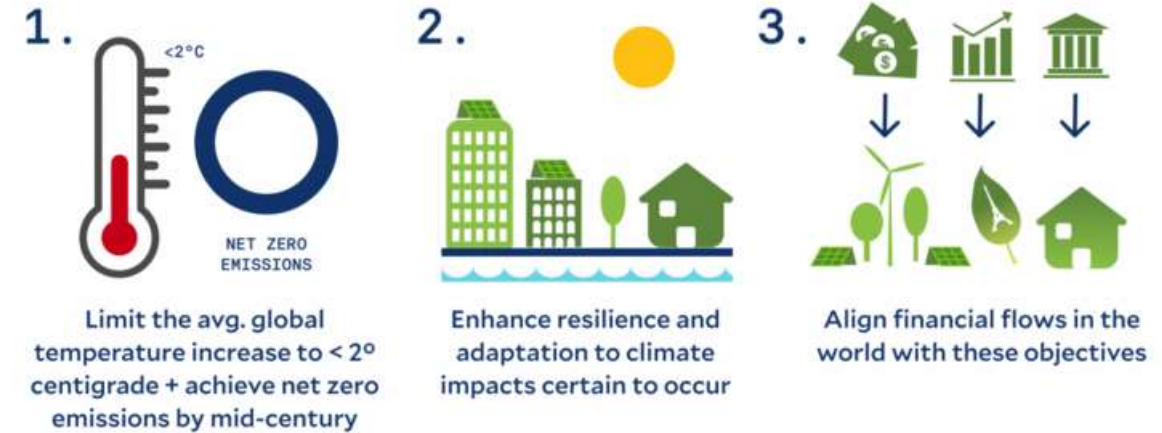 1.
<2°C
NET ZERO
EMISSIONS
Limit the avg. global
temperature increase to < 2º
centigrade + achieve net zero
emissions by mid-century
2.
Enhance resilience and
adaptation to climate
impacts certain to occur
3.
$
Align financial flows in the
world with these objectives